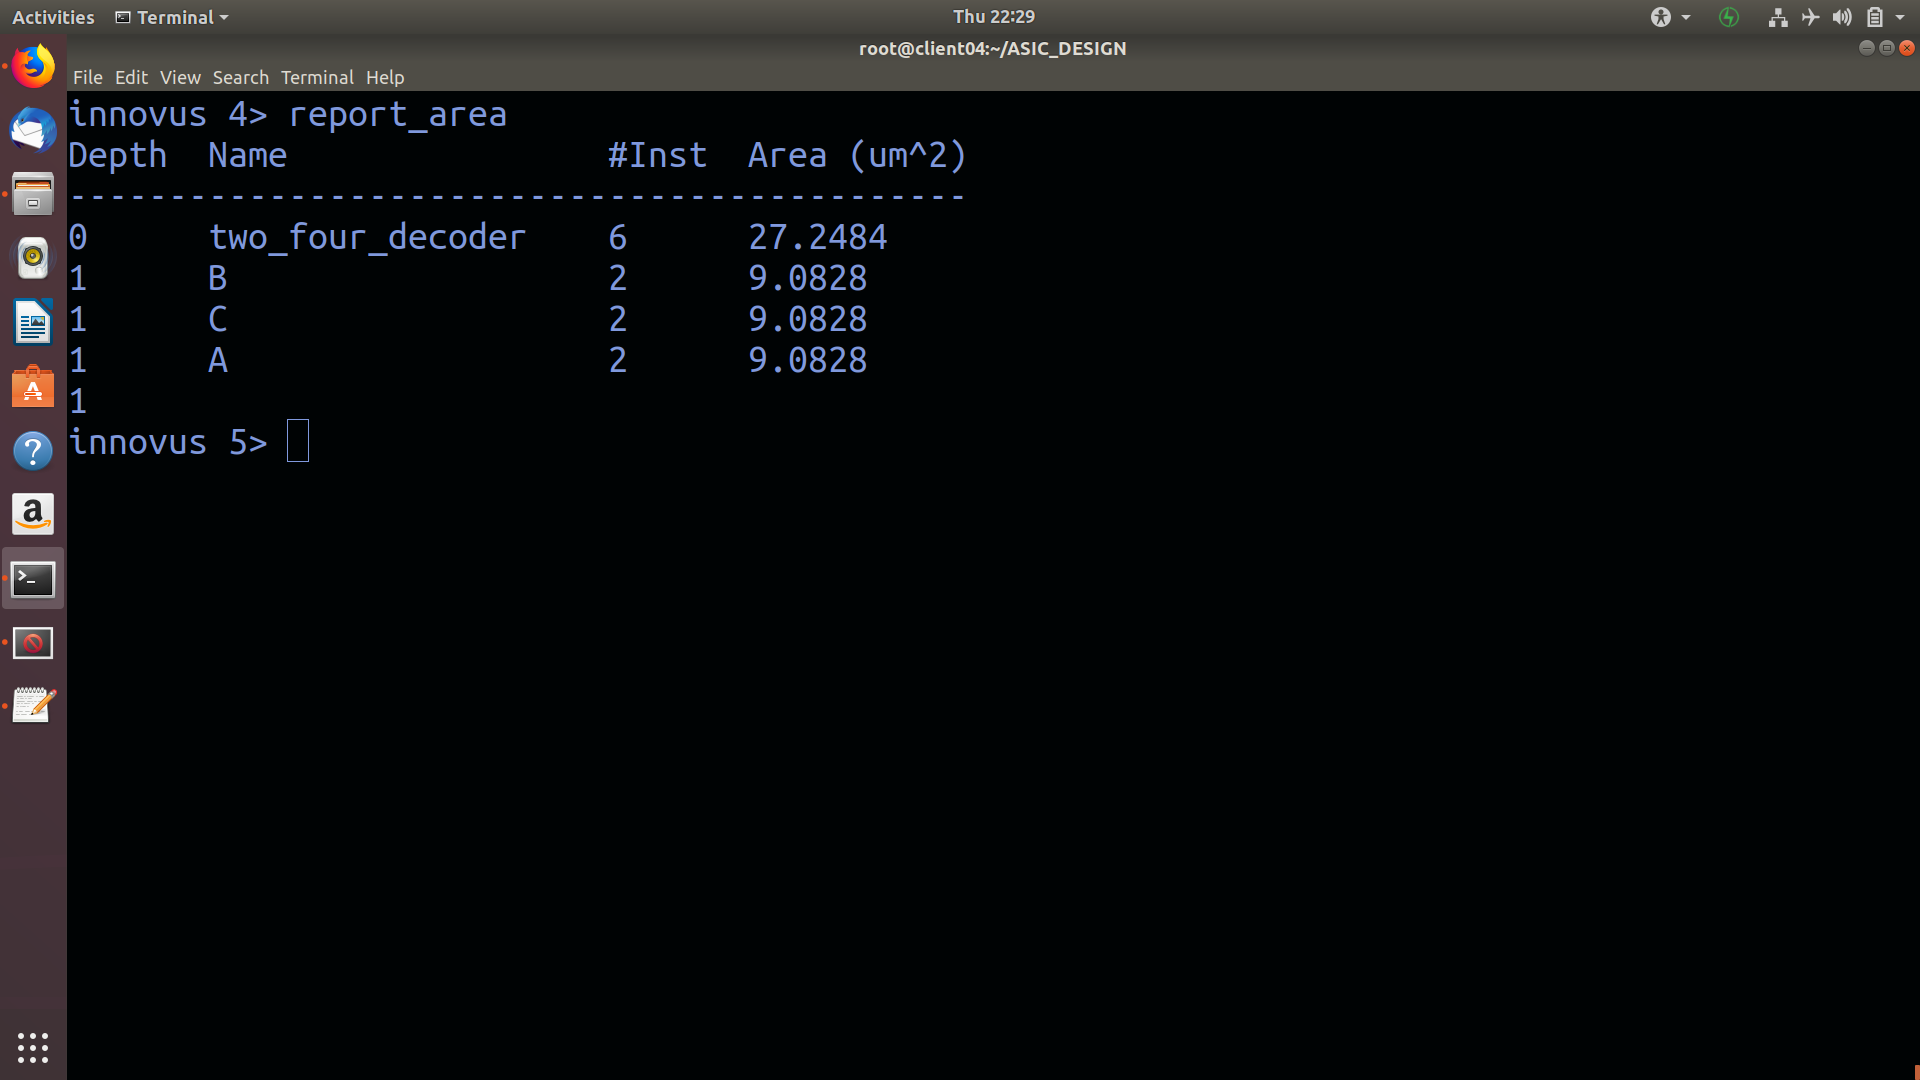 Activities Terminal Thu 22:29
root@client04:~/ASIC_DESIGN
File Edit View Search Terminal Help
innovus 4> report_area
Depth Name #Inst Area (um^2)
---------------------------------------------
0 two_four_decoder 6 27.2484
1 B 2 9.0828
1 C 2 9.0828
1 A 2 9.0828
1
innovus 5>